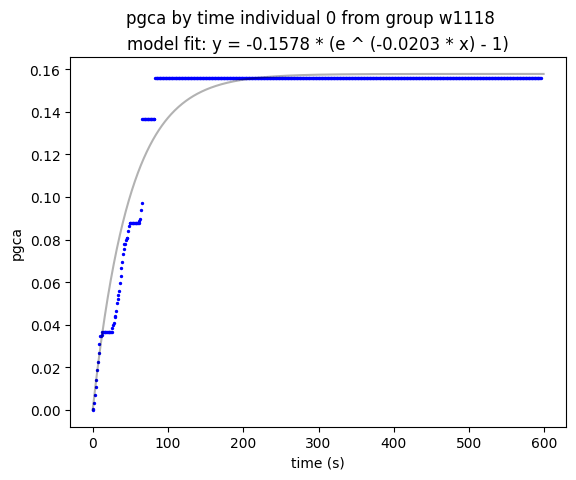 pgca by time individual 0 from group w1118
model fit: y = -0.1578 * (e ^ (-0.0203 * x) - 1)
0.16
0.14
0.12
0.10
0.08
0.06
0.04
0.02
0.00
pgca
0 100 200 300 400 500 600
time (s)